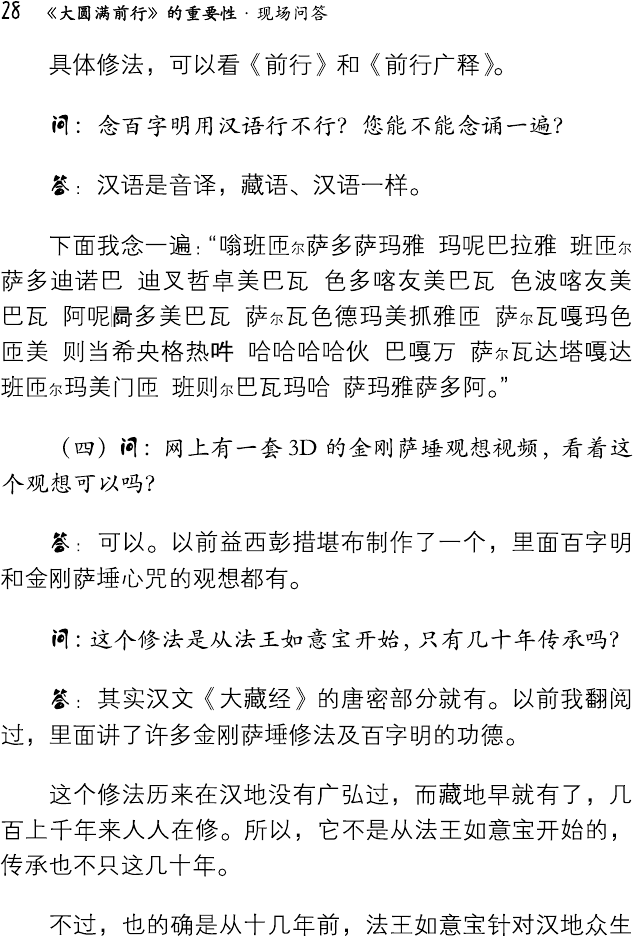 28 《大圆满前行》的重要性·现场问答
具体修法，可以看《前行》和《前行广释》。
问：念百字明用汉语行不行？您能不能念诵一遍？
答：汉语是音译，藏语、汉语一样。
下面我念一遍：“嗡班匝尔萨多萨玛雅 玛呢巴拉雅 班匝尔
萨多迪诺巴 迪叉哲卓美巴瓦 色多喀友美巴瓦 色波喀友美
巴瓦 阿呢多美巴瓦 萨尔瓦色德玛美抓雅匝 萨尔瓦嘎玛色
匝美 则当希央格热吽 哈哈哈哈伙 巴嘎万 萨尔瓦达塔嘎达
班匝尔玛美门匝 班则尔巴瓦玛哈 萨玛雅萨多阿。”
（四）问：网上有一套 3D 的金刚萨埵观想视频，看着这
个观想可以吗？
答：可以。以前益西彭措堪布制作了一个，里面百字明
和金刚萨埵心咒的观想都有。
问：这个修法是从法王如意宝开始，只有几十年传承吗？
答：其实汉文《大藏经》的唐密部分就有。以前我翻阅
过，里面讲了许多金刚萨埵修法及百字明的功德。
这个修法历来在汉地没有广弘过，而藏地早就有了，几
百上千年来人人在修。所以，它不是从法王如意宝开始的，
传承也不只这几十年。
不过，也的确是从十几年前，法王如意宝针对汉地众生